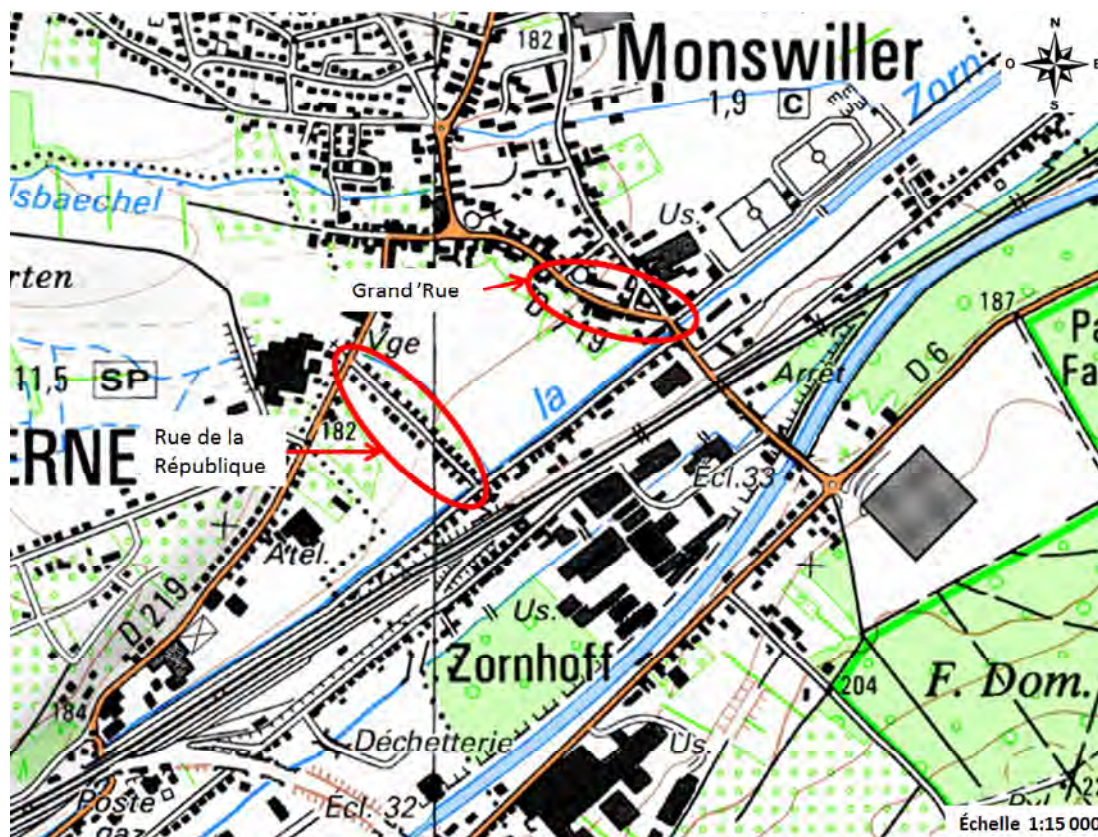 N
O
E
S
182
Monswiller
1,9
C
Zorn
lsbaechel
Us.
rten
Grand'Rue
187
D 6
Pa
Fa
Vge
la
Arrêt
11,5
SP
182
ERNE
Rue de la
République
Écl.33
Atel.
D 219
Us.
Zornhoff
204
F. Dom.
184
Déchetterie
Us.
Poste
gaz
Écl.32
Échelle 1:15 000